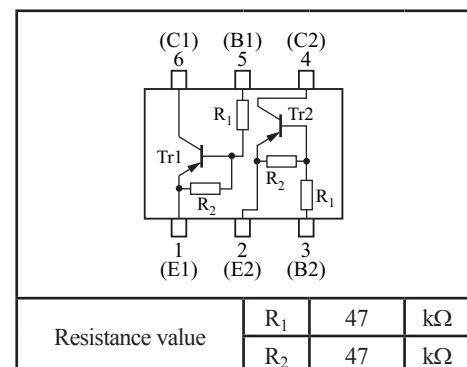 (C1) (B1) (C2)
6 5 4
R1 Tr2
Tr1
R2 R2 R1
1 2 3
(E1) (E2) (B2)
Resistance value
R1 47 kΩ
R2 47 kΩ